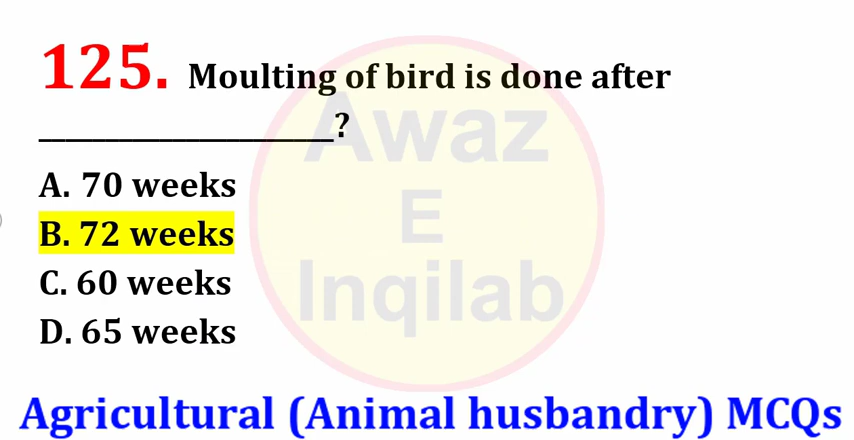 125. Moulting of bird is done after
______________________?
A. 70 weeks
B. 72 weeks
C. 60 weeks
D. 65 weeks
Awaz
E
Inqilab
Agricultural (Animal husbandry) MCQs